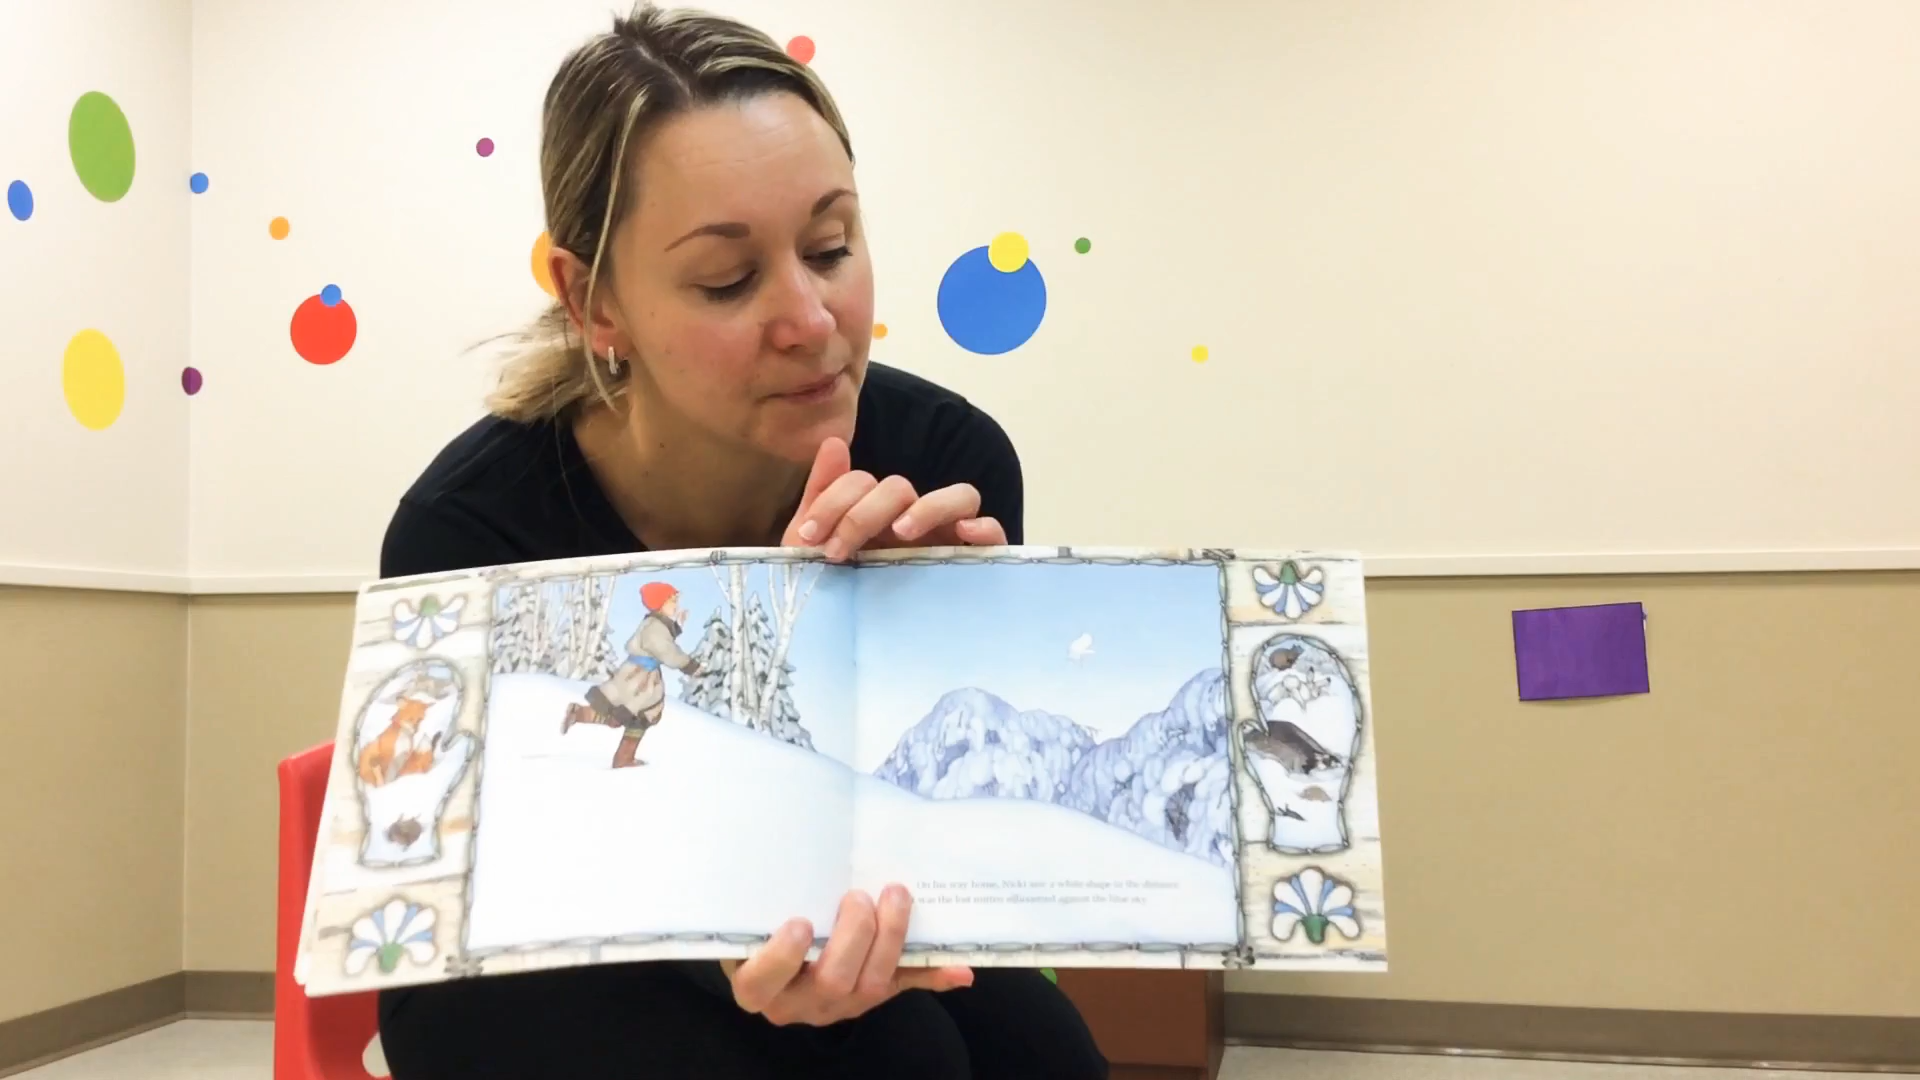 On his way home, Nicki saw a white shape in the distance.
It was the lost mitten silhouetted against the blue sky.